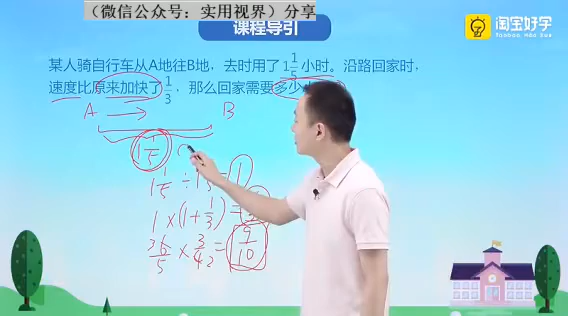 （微信公众号：实用视界）分享
课程导引
淘宝好学
TaoBao Hao Xue
某人骑自行车从A地往B地，去时用了1 1/5 小时。沿路回家时，
速度比原来加快了 1/3，那么回家需要多少
A B
1 1/5
1 1/5 ÷ 1
1×(1+1/3)=
6/5 × 3/4
9/10